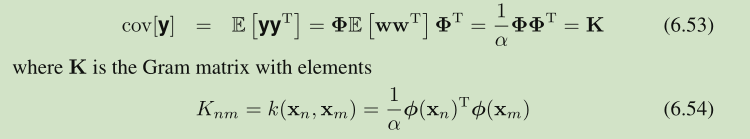 cov[𝐲] = 𝔼 [𝐲𝐲ᵀ] = 𝚽𝔼 [𝐰𝐰ᵀ] 𝚽ᵀ = 1/α 𝚽𝚽ᵀ = 𝐊 (6.53)
where 𝐊 is the Gram matrix with elements
Kₙₘ = k(𝐱ₙ, 𝐱ₘ) = 1/α 𝝓(𝐱ₙ)ᵀ𝝓(𝐱ₘ) (6.54)